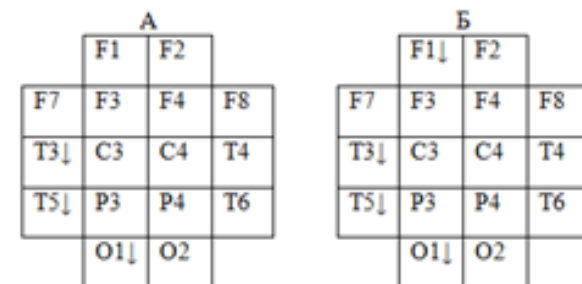 А Б
F1 F2 F1↓ F2
F7 F3 F4 F8 F7 F3 F4 F8
T3↓ C3 C4 T4 T3↓ C3 C4 T4
T5↓ P3 P4 T6 T5↓ P3 P4 T6
O1↓ O2 O1↓ O2